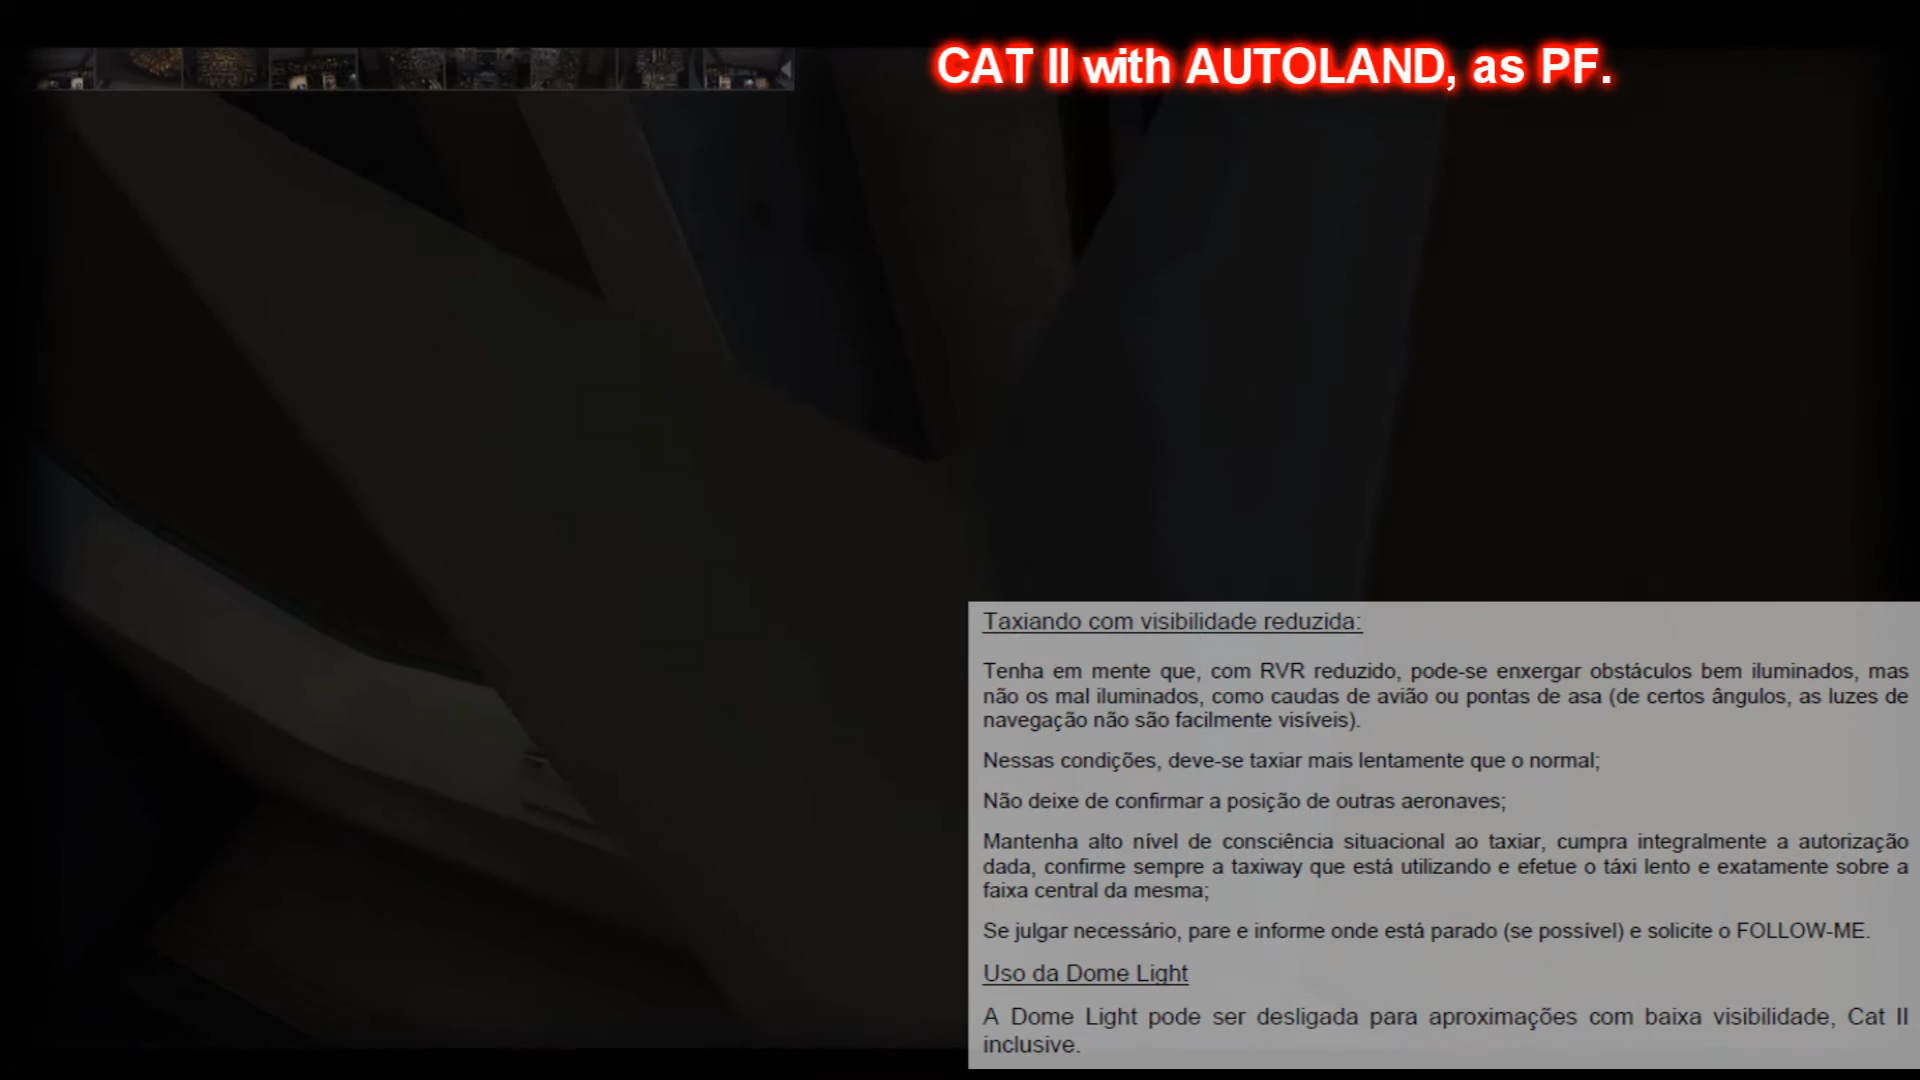 CAT II with AUTOLAND, as PF.
Taxiando com visibilidade reduzida:
Tenha em mente que, com RVR reduzido, pode-se enxergar obstáculos bem iluminados, mas
não os mal iluminados, como caudas de avião ou pontas de asa (de certos ângulos, as luzes de
navegação não são facilmente visíveis).
Nessas condições, deve-se taxiar mais lentamente que o normal;
Não deixe de confirmar a posição de outras aeronaves;
Mantenha alto nível de consciência situacional ao taxiar, cumpra integralmente a autorização
dada, confirme sempre a taxiway que está utilizando e efetue o táxi lento e exatamente sobre a
faixa central da mesma;
Se julgar necessário, pare e informe onde está parado (se possível) e solicite o FOLLOW-ME.
Uso da Dome Light
A Dome Light pode ser desligada para aproximações com baixa visibilidade, Cat II
inclusive.